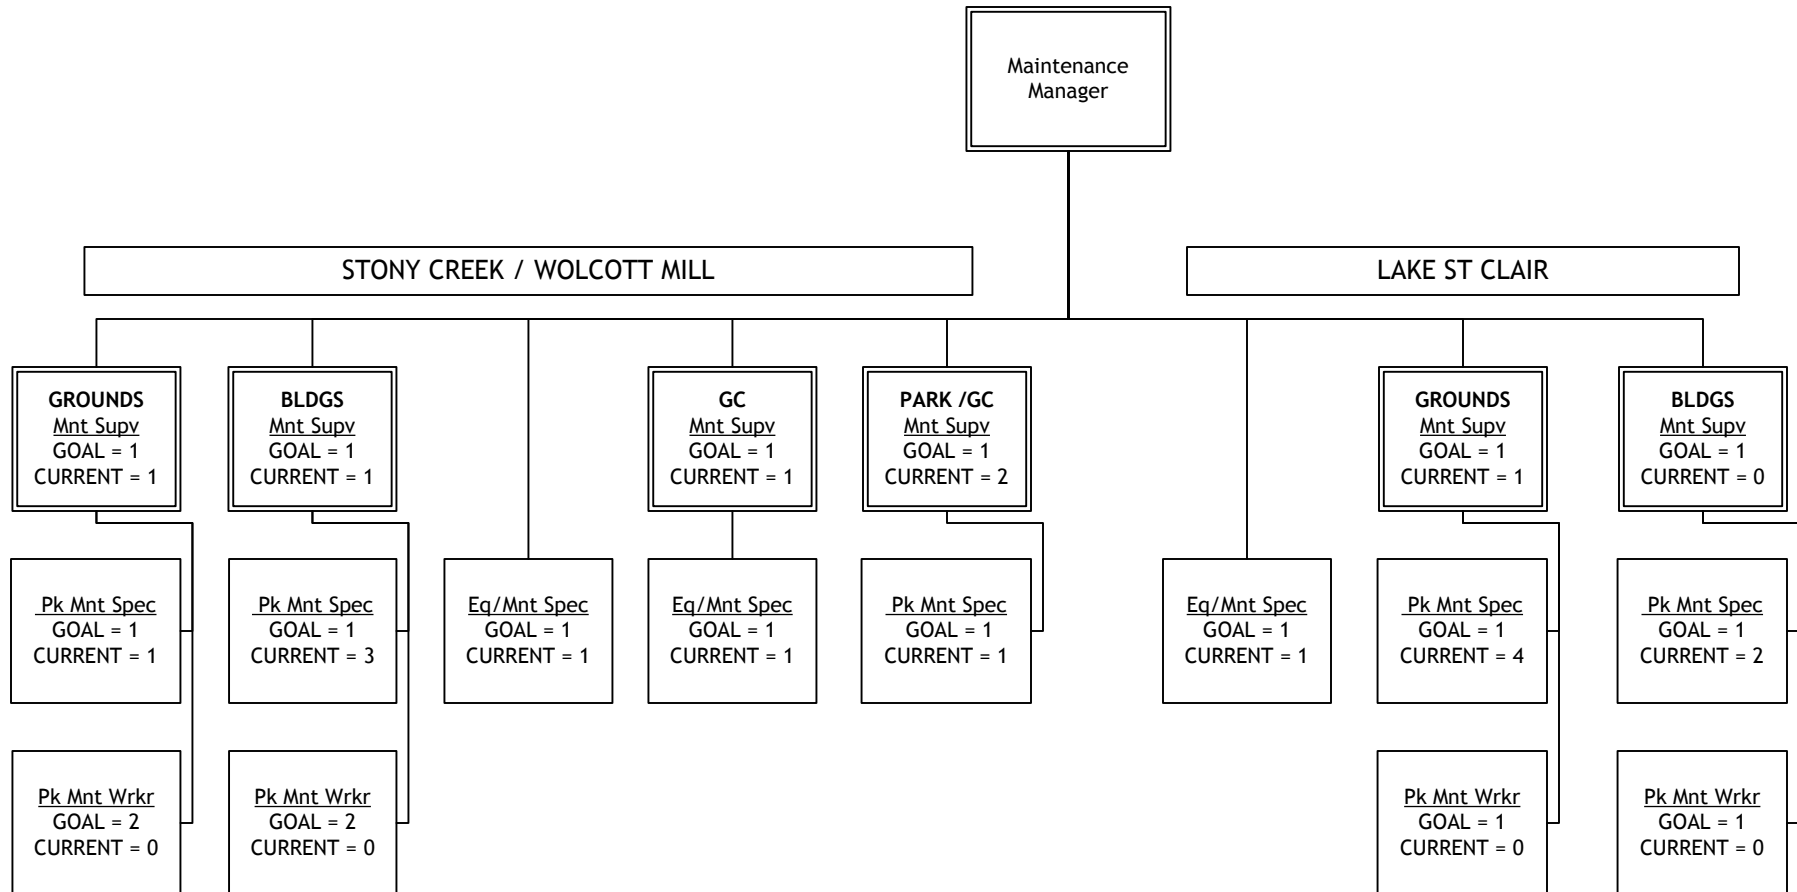 Maintenance
Manager
STONY CREEK / WOLCOTT MILL
LAKE ST CLAIR
GROUNDS
Mnt Supv
GOAL = 1
CURRENT = 1
BLDGS
Mnt Supv
GOAL = 1
CURRENT = 1
GC
Mnt Supv
GOAL = 1
CURRENT = 1
PARK /GC
Mnt Supv
GOAL = 1
CURRENT = 2
GROUNDS
Mnt Supv
GOAL = 1
CURRENT = 1
BLDGS
Mnt Supv
GOAL = 1
CURRENT = 0
Pk Mnt Spec
GOAL = 1
CURRENT = 1
Pk Mnt Spec
GOAL = 1
CURRENT = 3
Eq/Mnt Spec
GOAL = 1
CURRENT = 1
Eq/Mnt Spec
GOAL = 1
CURRENT = 1
Pk Mnt Spec
GOAL = 1
CURRENT = 1
Eq/Mnt Spec
GOAL = 1
CURRENT = 1
Pk Mnt Spec
GOAL = 1
CURRENT = 4
Pk Mnt Spec
GOAL = 1
CURRENT = 2
Pk Mnt Wrkr
GOAL = 2
CURRENT = 0
Pk Mnt Wrkr
GOAL = 2
CURRENT = 0
Pk Mnt Wrkr
GOAL = 1
CURRENT = 0
Pk Mnt Wrkr
GOAL = 1
CURRENT = 0